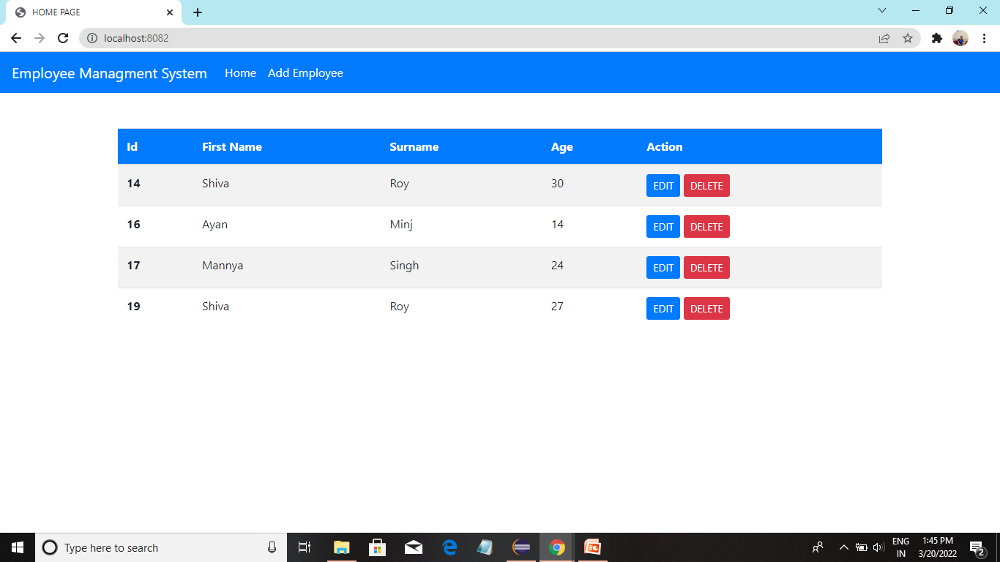 HOME PAGE
localhost:8082
Employee Managment System Home Add Employee
Id First Name Surname Age Action
14 Shiva Roy 30 EDIT DELETE
16 Ayan Minj 14 EDIT DELETE
17 Mannya Singh 24 EDIT DELETE
19 Shiva Roy 27 EDIT DELETE
Type here to search
ENG 1:45 PM
IN 3/20/2022 2